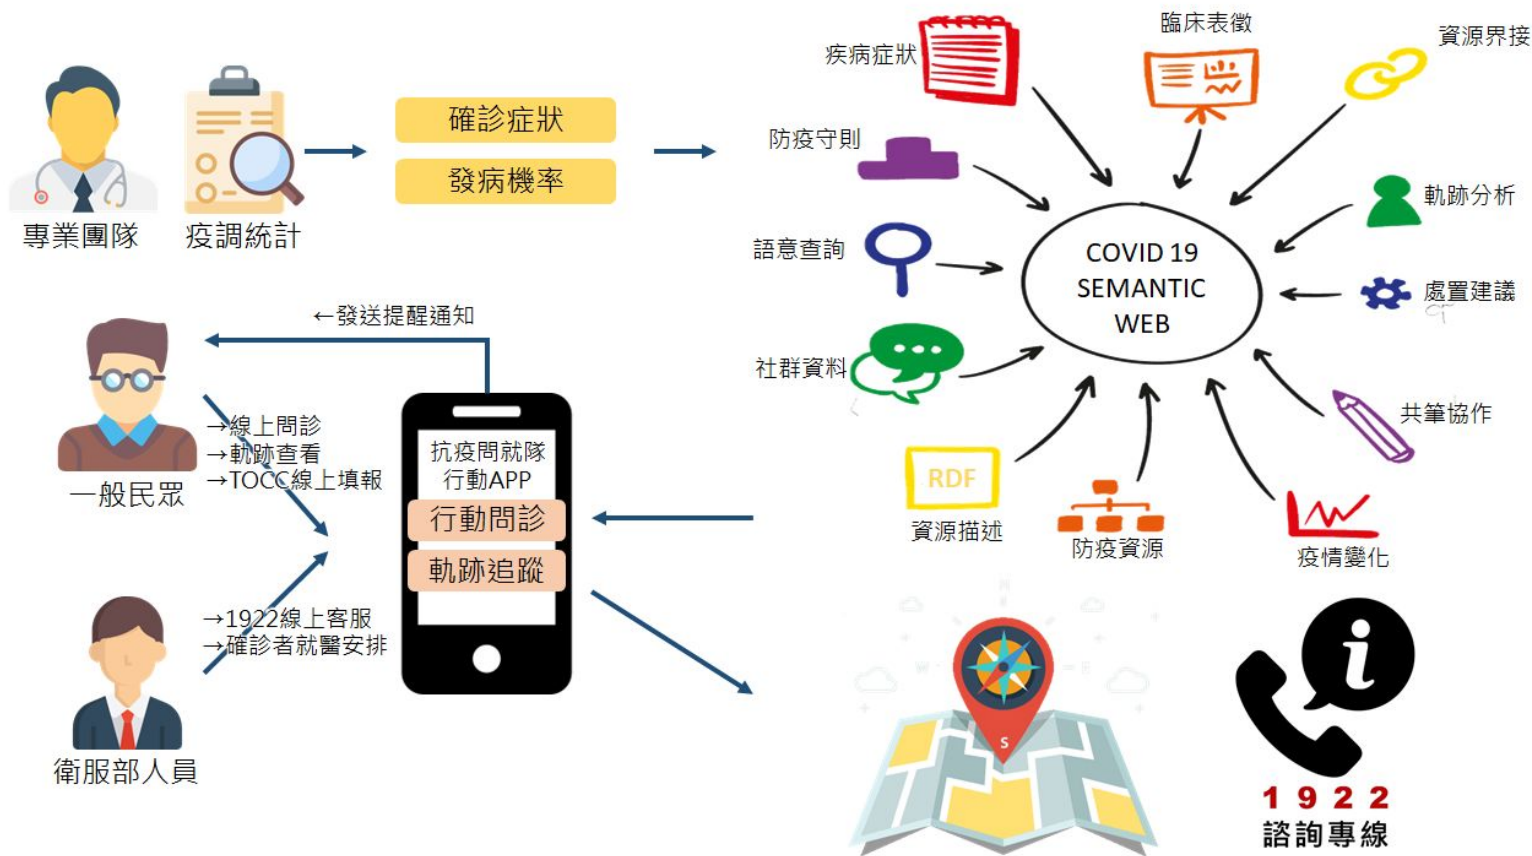 專業團隊
疫調統計
確診症狀
發病機率
疾病症狀
臨床表徵
資源界接
防疫守則
軌跡分析
語意查詢
處置建議
社群資料
共筆協作
COVID 19
SEMANTIC
WEB
RDF
資源描述
防疫資源
疫情變化
←發送提醒通知
一般民眾
→線上問診
→軌跡查看
→TOCC線上填報
抗疫問就隊
行動APP
行動問診
軌跡追蹤
→1922線上客服
→確診者就醫安排
衛服部人員
S
i
1922
諮詢專線